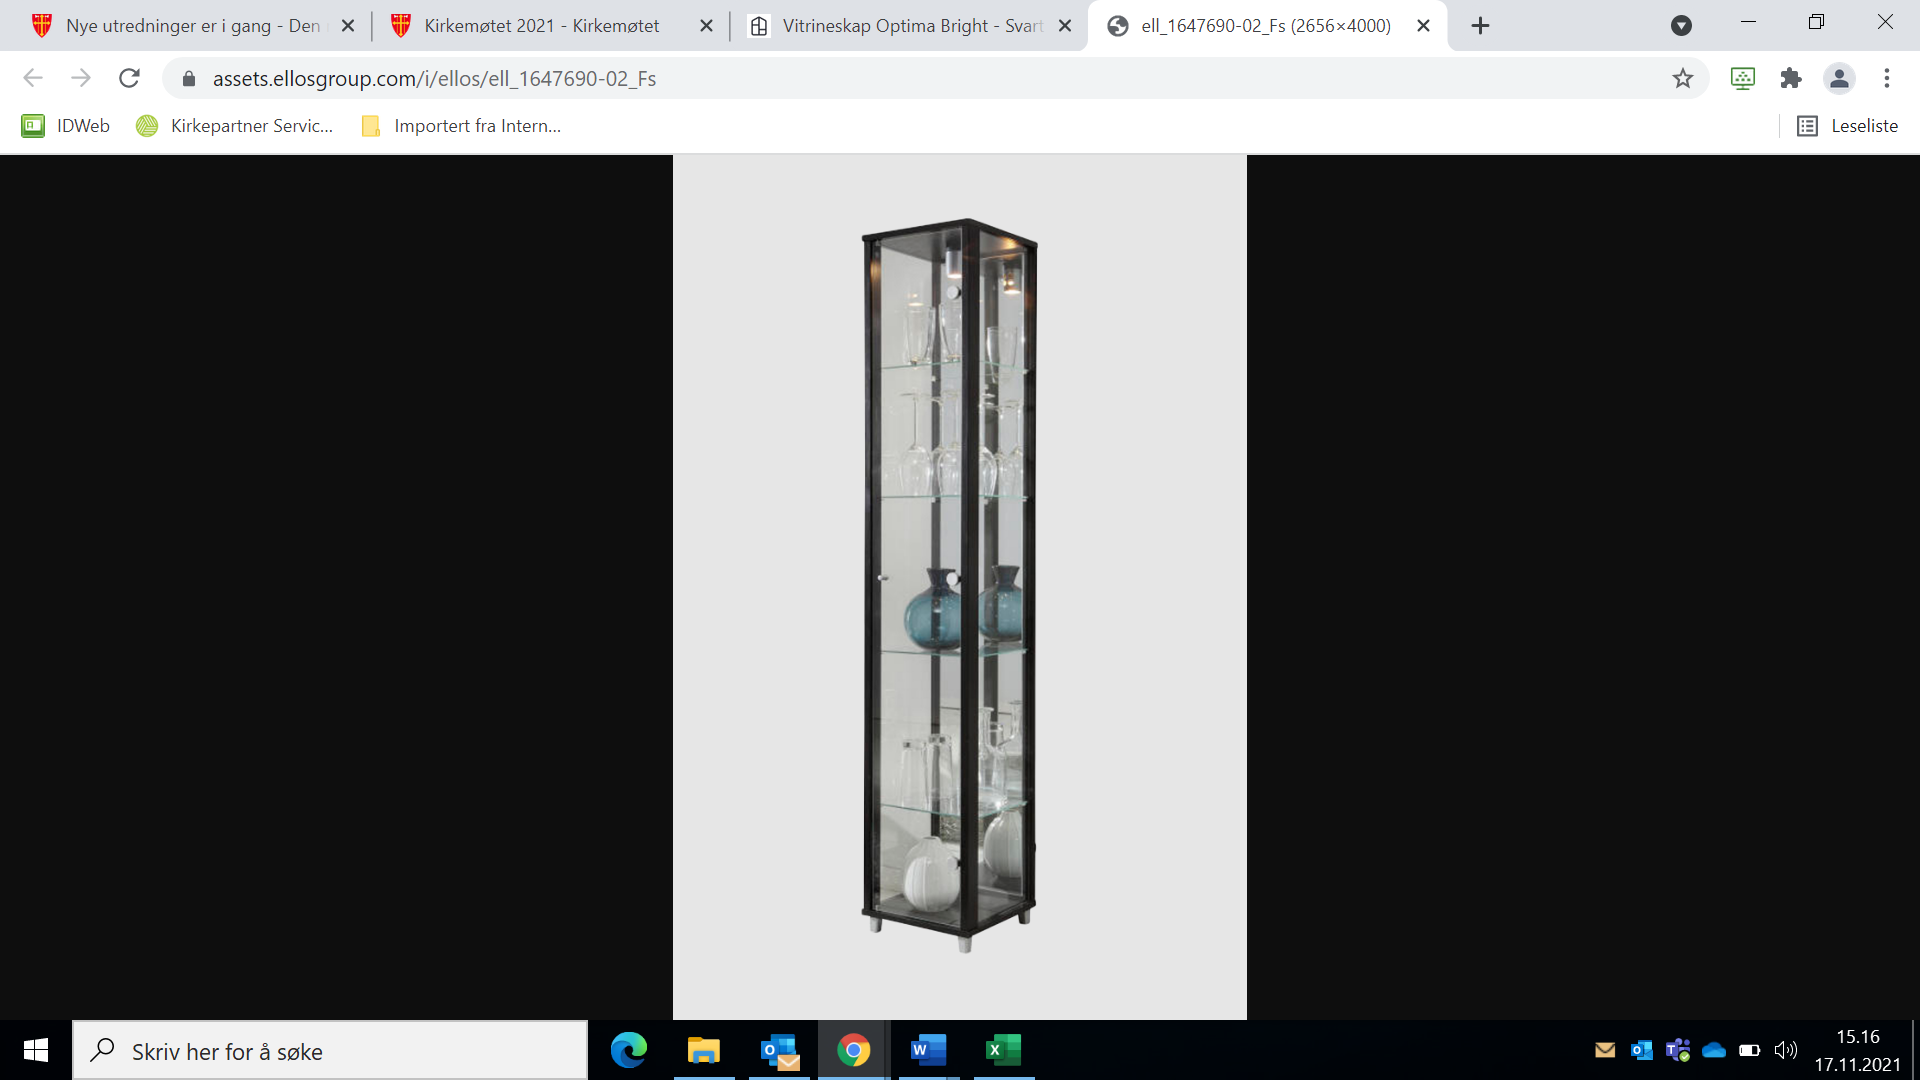 Nye utredninger er i gang - Den
Kirkemøtet 2021 - Kirkemøtet
Vitrineskap Optima Bright - Svart
ell_1647690-02_Fs (2656×4000)
assets.ellosgroup.com/i/ellos/ell_1647690-02_Fs
IDWeb
Kirkepartner Servic...
Importert fra Intern...
Leseliste
Skriv her for å søke
15.16
17.11.2021